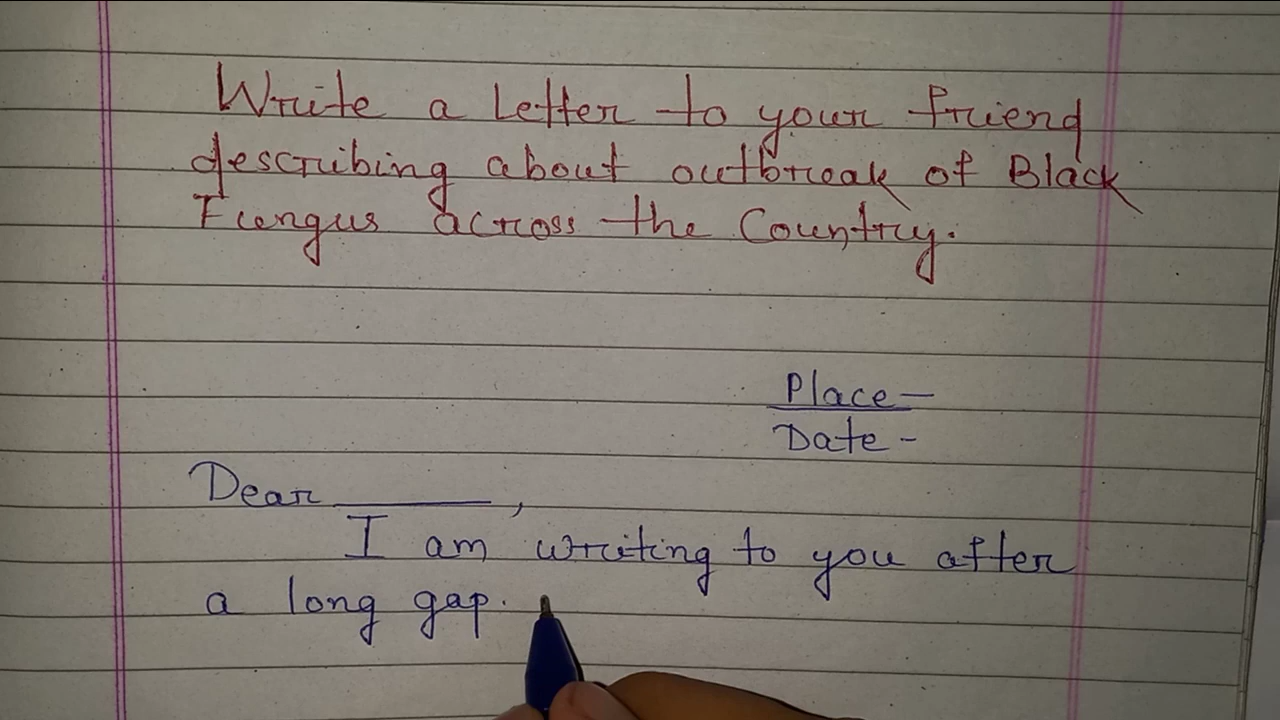 Write a letter to your friend
describing about outbreak of Black
Fungus across the Country.
Place-
Date-
Dear ________,
I am writing to you after
a long gap.